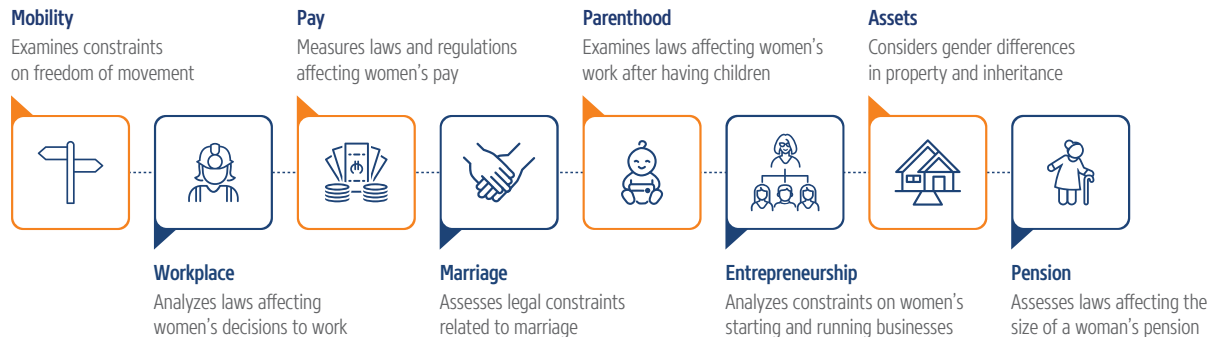 Mobility
Examines constraints
on freedom of movement
Pay
Measures laws and regulations
affecting women's pay
Parenthood
Examines laws affecting women's
work after having children
Assets
Considers gender differences
in property and inheritance
Workplace
Analyzes laws affecting
women's decisions to work
Marriage
Assesses legal constraints
related to marriage
Entrepreneurship
Analyzes constraints on women's
starting and running businesses
Pension
Assesses laws affecting the
size of a woman's pension